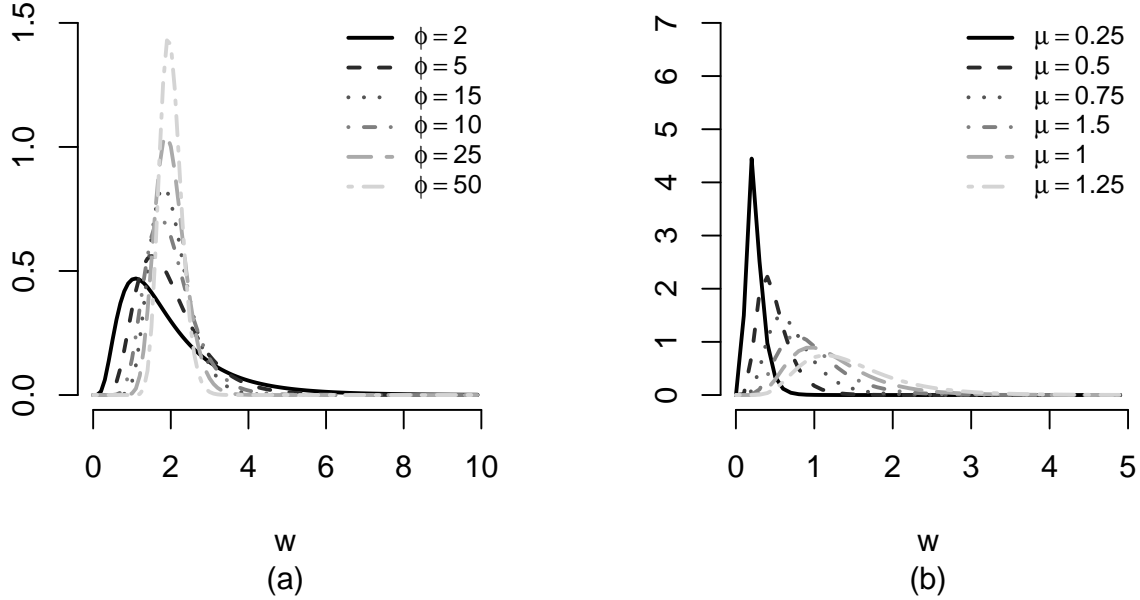 1.5
1.0
0.5
0.0
0 2 4 6 8 10
ϕ = 2
ϕ = 5
ϕ = 15
ϕ = 10
ϕ = 25
ϕ = 50
w
(a)
7
6
5
4
3
2
1
0
0 1 2 3 4 5
μ = 0.25
μ = 0.5
μ = 0.75
μ = 1.5
μ = 1
μ = 1.25
w
(b)